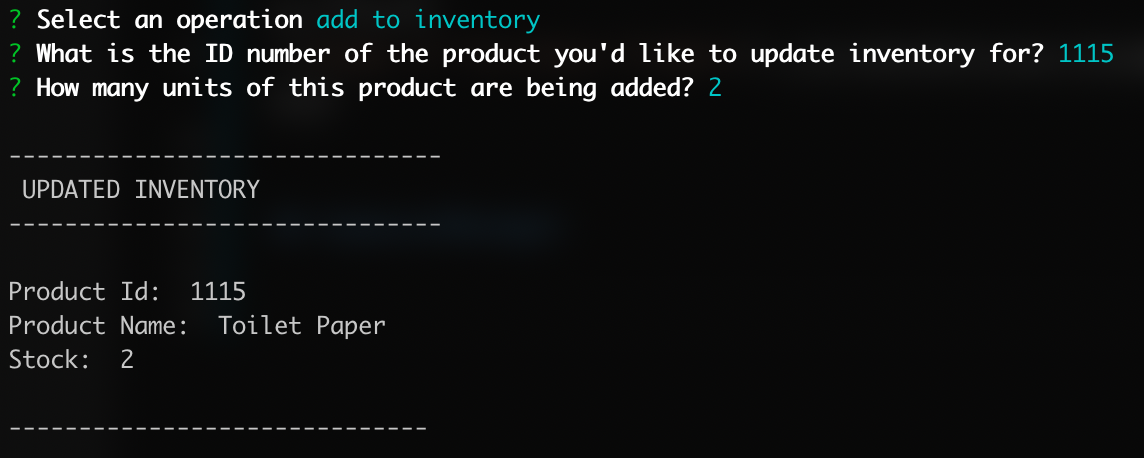 ? Select an operation add to inventory
? What is the ID number of the product you'd like to update inventory for? 1115
? How many units of this product are being added? 2
-------------------------------
UPDATED INVENTORY
-------------------------------
Product Id:  1115
Product Name:  Toilet Paper
Stock:  2
------------------------------